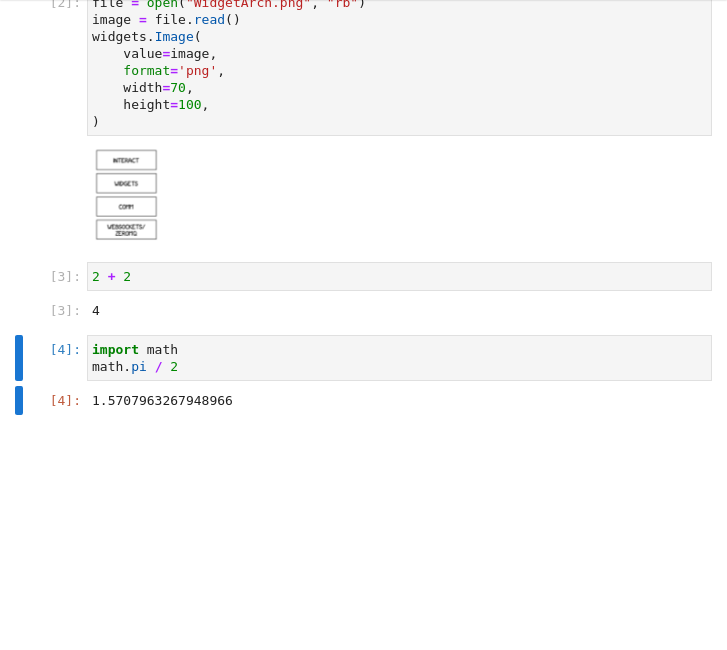 [2]: file = open("WidgetArch.png", "rb")
image = file.read()
widgets.Image(
    value=image,
    format='png',
    width=70,
    height=100,
)
INTERACT
WIDGETS
COMM
WEBSOCKETS/
ZEROMQ
[3]: 2 + 2
[3]: 4
[4]: import math
math.pi / 2
[4]: 1.5707963267948966